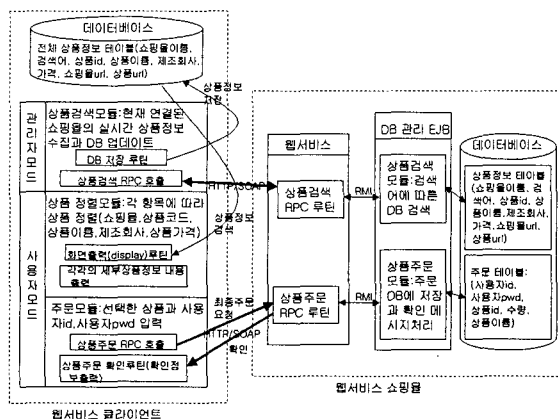 데이터베이스
전체 상품정보 테이블(쇼핑몰이름,
검색어, 상품id, 상품이름, 제조회사,
가격, 쇼핑몰url, 상품url)
상품정보
저장
관리자모드
상품검색모듈:현재 연결된
쇼핑몰의 실시간 상품정보
수집과 DB 업데이트
DB 저장 루틴
상품검색 RPC 호출
HTTP/SOAP
사용자모드
상품 정렬모듈:각 항목에 따라
상품 정렬(쇼핑몰,상품코드,
상품이름,제조회사,상품가격)
상품정보
검색
화면출력(display)루틴
각각의 세부상품정보 내용
출력
주문모듈:선택한 상품과 사용
자id,사용자pwd 입력
상품주문 RPC 호출
상품주문 확인루틴(확인정
보출력)
최종주문
요청
HTTP/SOAP
확인
웹서비스 클라이언트
웹서비스
상품검색
RPC 루틴
상품주문
RPC 루틴
RMI
RMI
DB 관리 EJB
상품검색
모듈:검색
어에 따른
DB 검색
상품주문
모듈:주문
DB에 저장
과 확인 메
시지처리
데이터베이스
상품정보 테이블
(쇼핑몰이름, 검
색어, 상품id, 상
품이름,제조회사,
가격,쇼핑몰url,
상품url)
주문 테이블:
(사용자id,
사용자pwd,
상품id, 수량,
상품이름)
웹서비스 쇼핑몰